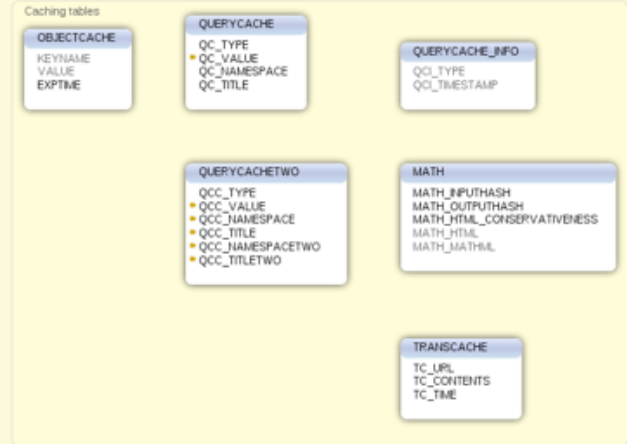 Caching tables
OBJECTCACHE
KEYNAME
VALUE
EXPTIME
QUERYCACHE
QC_TYPE
QC_VALUE
QC_NAMESPACE
QC_TITLE
QUERYCACHE_INFO
QCI_TYPE
QCI_TIMESTAMP
QUERYCACHETWO
QCC_TYPE
QCC_VALUE
QCC_NAMESPACE
QCC_TITLE
QCC_NAMESPACETWO
QCC_TITLETWO
MATH
MATH_INPUTHASH
MATH_OUTPUTHASH
MATH_HTML_CONSERVATIVENESS
MATH_HTML
MATH_MATHML
TRANSCACHE
TC_URL
TC_CONTENTS
TC_TIME